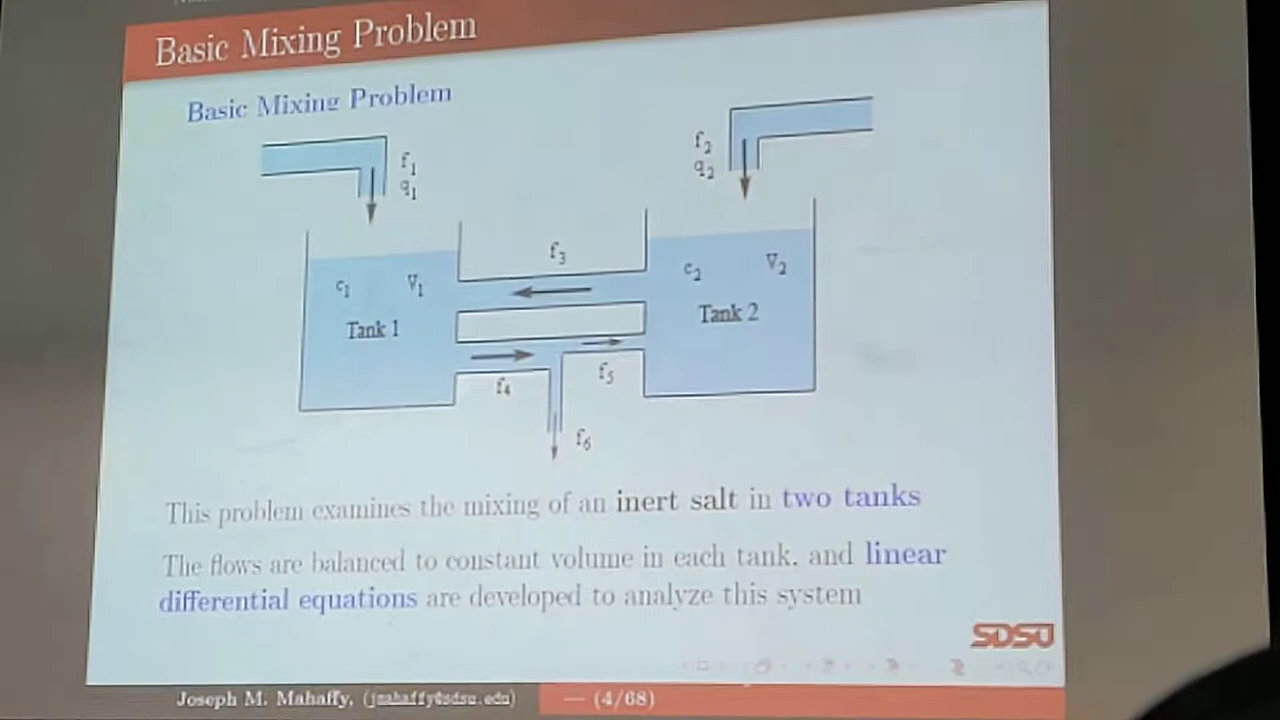 Basic Mixing Problem
Basic Mixing Problem
f₁
q₁
f₂
q₂
f₃
c₁ V₁
Tank 1
c₂ V₂
Tank 2
f₄
f₅
f₆
This problem examines the mixing of an inert salt in two tanks
The flows are balanced to constant volume in each tank, and linear
differential equations are developed to analyze this system
SDSU
Joseph M. Mahaffy, (jmahaffy@sdsu.edu) — (4/68)